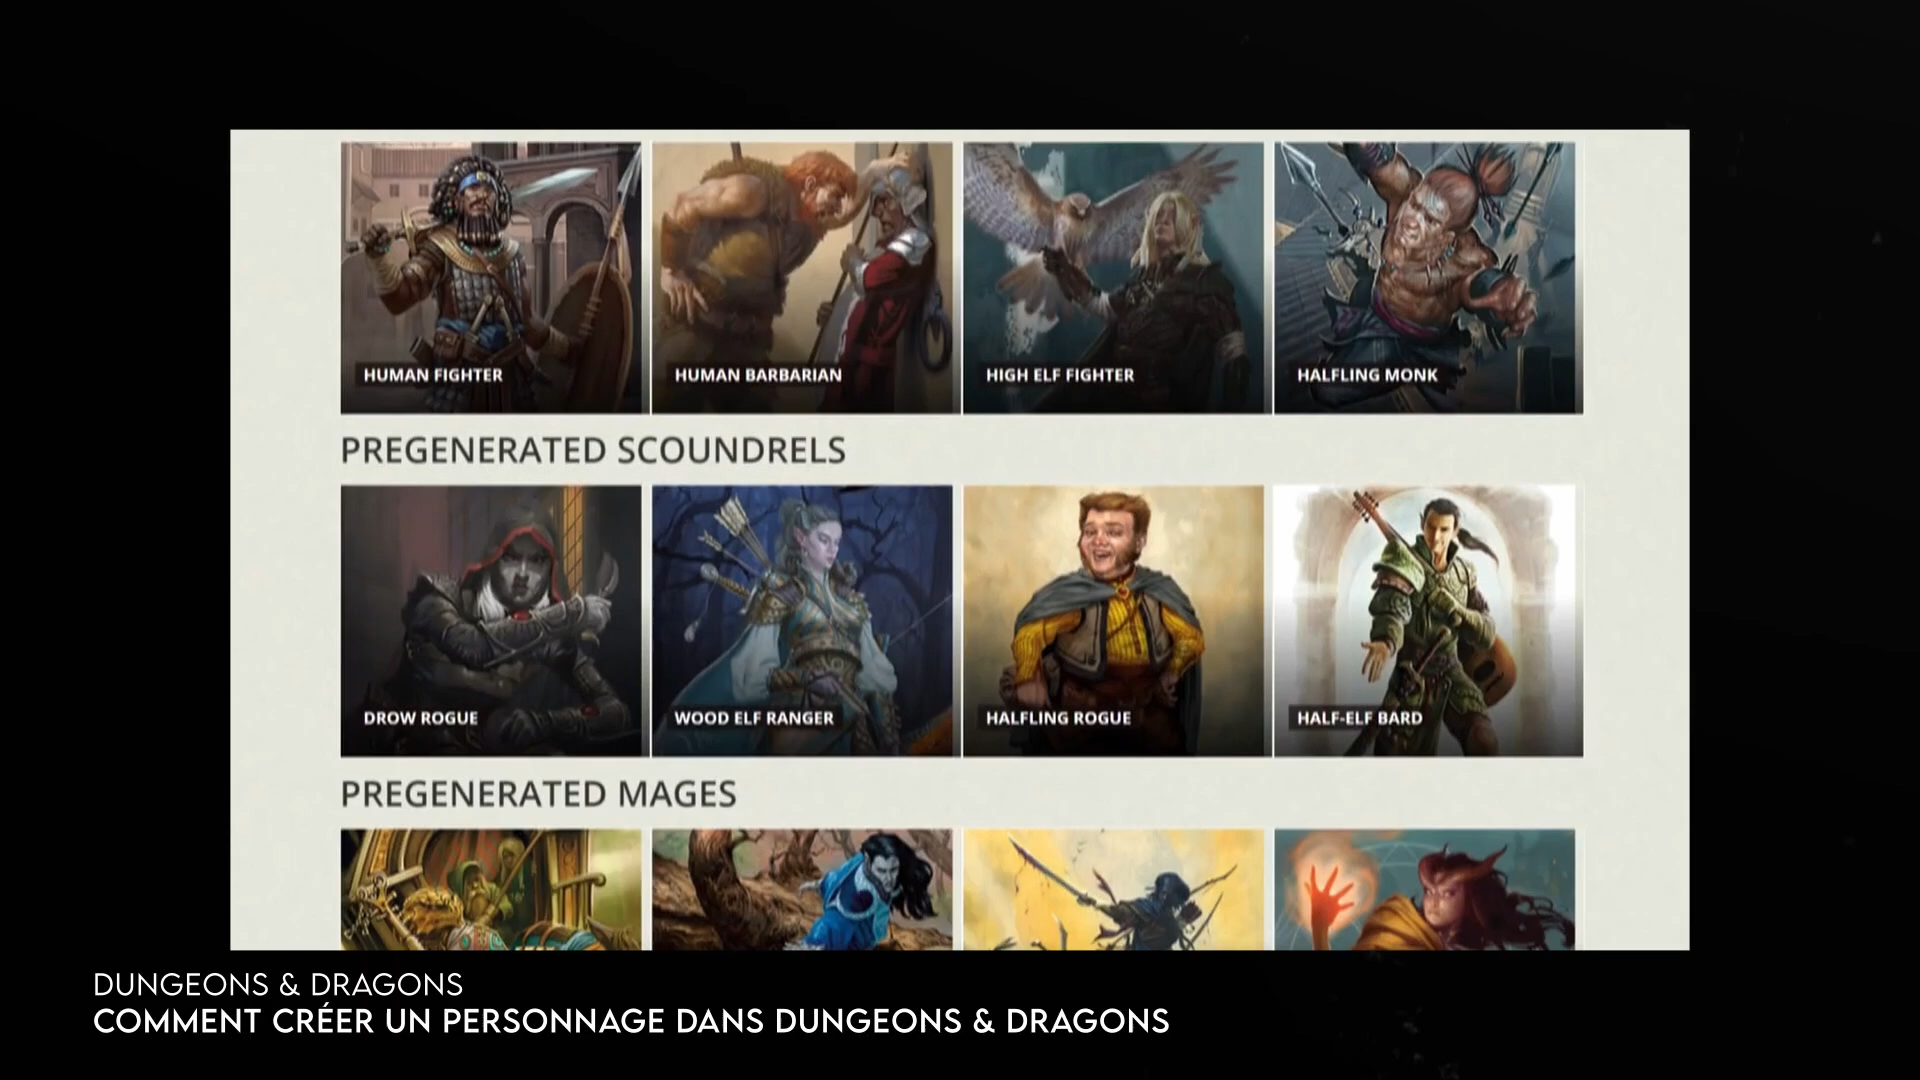 HUMAN FIGHTER
HUMAN BARBARIAN
HIGH ELF FIGHTER
HALFLING MONK
PREGENERATED SCOUNDRELS
DROW ROGUE
WOOD ELF RANGER
HALFLING ROGUE
HALF-ELF BARD
PREGENERATED MAGES
DUNGEONS & DRAGONS
COMMENT CRÉER UN PERSONNAGE DANS DUNGEONS & DRAGONS